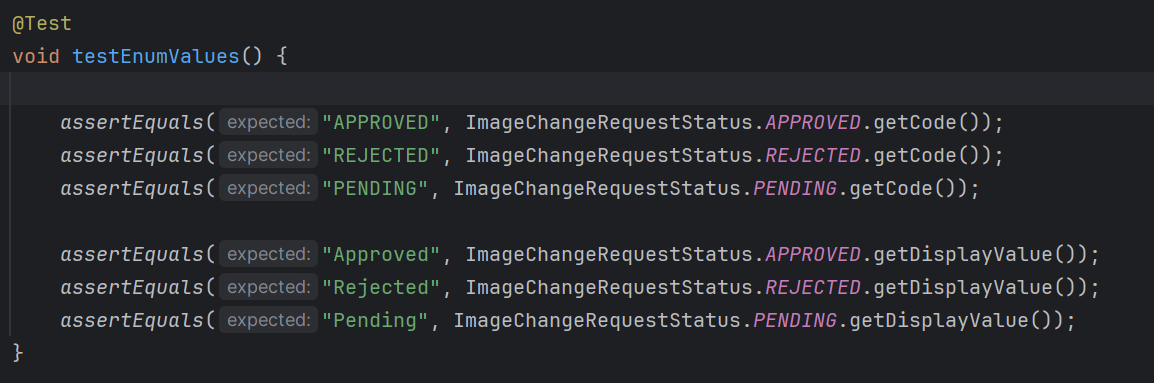 @Test
void testEnumValues() {
assertEquals( expected: "APPROVED", ImageChangeRequestStatus.APPROVED.getCode());
assertEquals( expected: "REJECTED", ImageChangeRequestStatus.REJECTED.getCode());
assertEquals( expected: "PENDING", ImageChangeRequestStatus.PENDING.getCode());
assertEquals( expected: "Approved", ImageChangeRequestStatus.APPROVED.getDisplayValue());
assertEquals( expected: "Rejected", ImageChangeRequestStatus.REJECTED.getDisplayValue());
assertEquals( expected: "Pending", ImageChangeRequestStatus.PENDING.getDisplayValue());
}